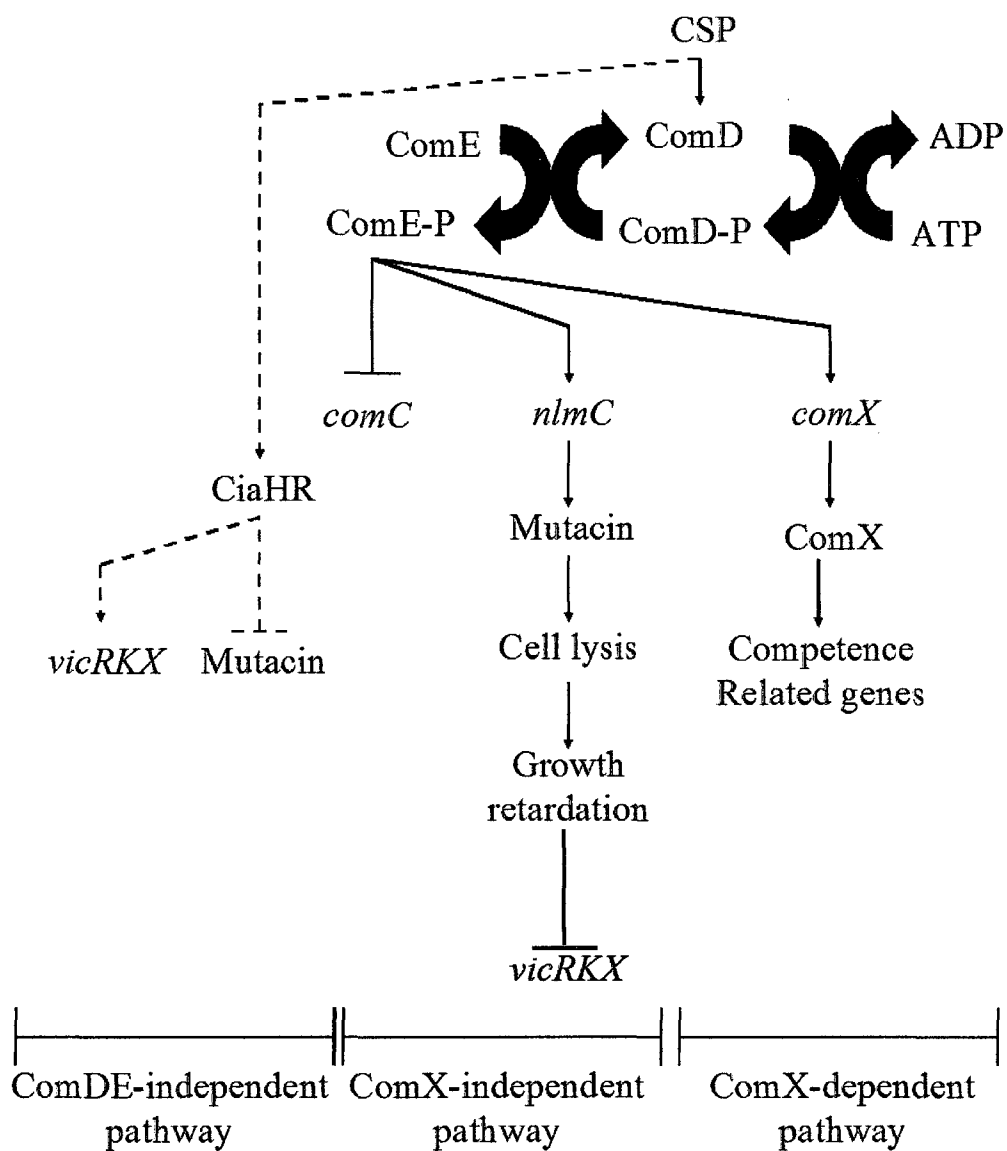 CSP
ComE
ComD
ADP
ComE-P
ComD-P
ATP
comC
nlmC
comX
CiaHR
Mutacin
ComX
vicRKX
Mutacin
Cell lysis
Competence
Related genes
Growth
retardation
vicRKX
ComDE-independent
pathway
ComX-independent
pathway
ComX-dependent
pathway